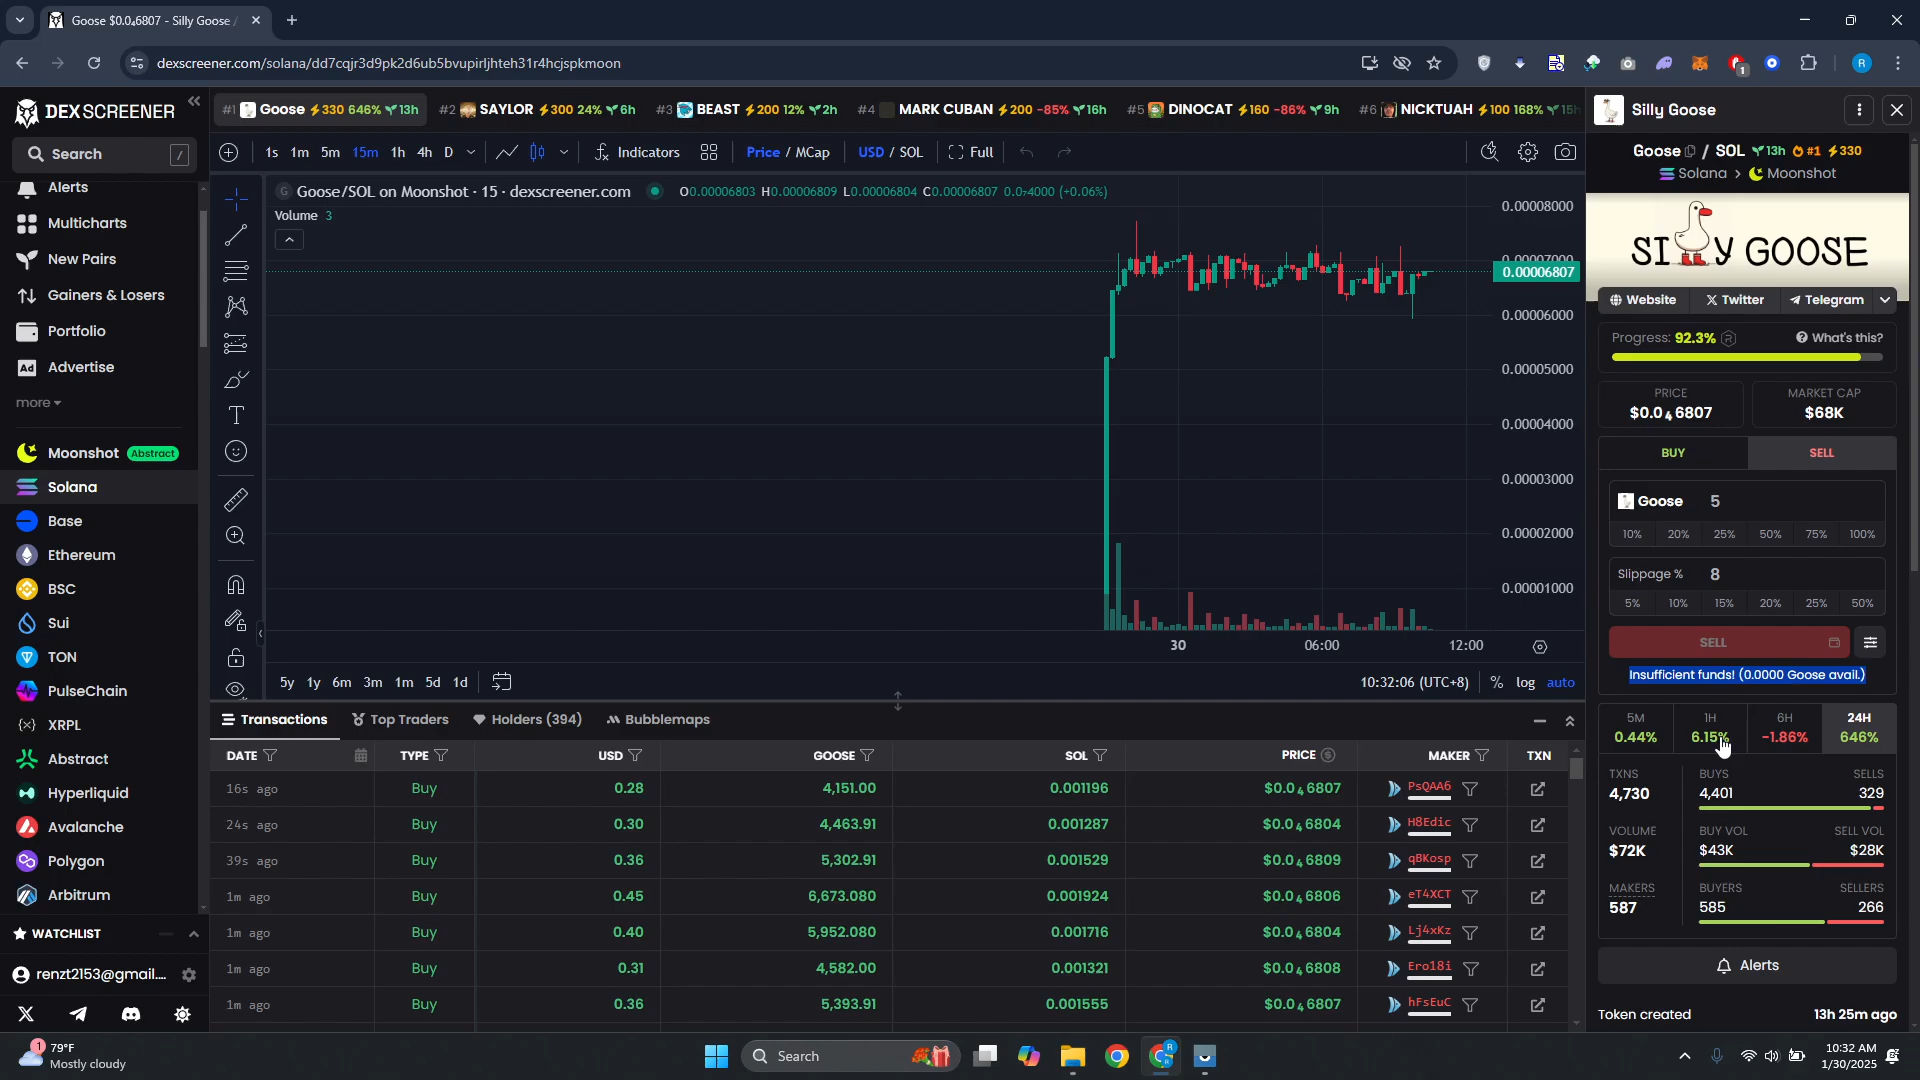 Goose $0.0₄6807 - Silly Goose /
dexscreener.com/solana/dd7cqjr3d9pk2d6ub5bvupirljhteh31r4hcjspkmoon
1
R
DEX SCREENER
Search
/
Alerts
Multicharts
New Pairs
Gainers & Losers
Portfolio
Ad Advertise
more
Moonshot Abstract
Solana
Base
Ethereum
BSC
Sui
TON
PulseChain
XRPL
Abstract
Hyperliquid
Avalanche
Polygon
Arbitrum
WATCHLIST
renzt2153@gmail....
#1 Goose 330 646% 13h
#2 SAYLOR 300 24% 6h
#3 BEAST 200 12% 2h
#4 MARK CUBAN 200 -85% 16h
#5 DINOCAT 160 -86% 9h
#6 NICKTUAH 100 168% 15h
1s 1m 5m 15m 1h 4h D Indicators Price / MCap USD / SOL Full
Goose/SOL on Moonshot · 15 · dexscreener.com O0.00006803 H0.00006809 L0.00006804 C0.00006807 0.0₇4000 (+0.06%)
Volume 3
0.00008000
0.00007000
0.00006807
0.00006000
0.00005000
0.00004000
0.00003000
0.00002000
0.00001000
30 06:00 12:00
5y 1y 6m 3m 1m 5d 1d 10:32:06 (UTC+8) % log auto
Transactions Top Traders Holders (394) Bubblemaps
DATE TYPE USD GOOSE SOL PRICE MAKER TXN
16s ago Buy 0.28 4,151.00 0.001196 $0.0₄6807 PsQAA6
24s ago Buy 0.30 4,463.91 0.001287 $0.0₄6804 H8Edic
39s ago Buy 0.36 5,302.91 0.001529 $0.0₄6809 qBKosp
1m ago Buy 0.45 6,673.080 0.001924 $0.0₄6806 eT4XCT
1m ago Buy 0.40 5,952.080 0.001716 $0.0₄6804 Lj4xKz
1m ago Buy 0.31 4,582.00 0.001321 $0.0₄6808 Ero18i
1m ago Buy 0.36 5,393.91 0.001555 $0.0₄6807 hFsEuC
Silly Goose
Goose / SOL 13h #1 330
Solana > Moonshot
SILLY GOOSE
Website Twitter Telegram
Progress: 92.3% What's this?
PRICE
$0.0₄6807
MARKET CAP
$68K
BUY SELL
Goose 5
10% 20% 25% 50% 75% 100%
Slippage % 8
5% 10% 15% 20% 25% 50%
SELL
Insufficient funds! (0.0000 Goose avail.)
5M 1H 6H 24H
0.44% 6.15% -1.86% 646%
TXNS BUYS SELLS
4,730 4,401 329
VOLUME BUY VOL SELL VOL
$72K $43K $28K
MAKERS BUYERS SELLERS
587 585 266
Alerts
Token created 13h 25m ago
1
79°F
Mostly cloudy
Search
R
10:32 AM
1/30/2025